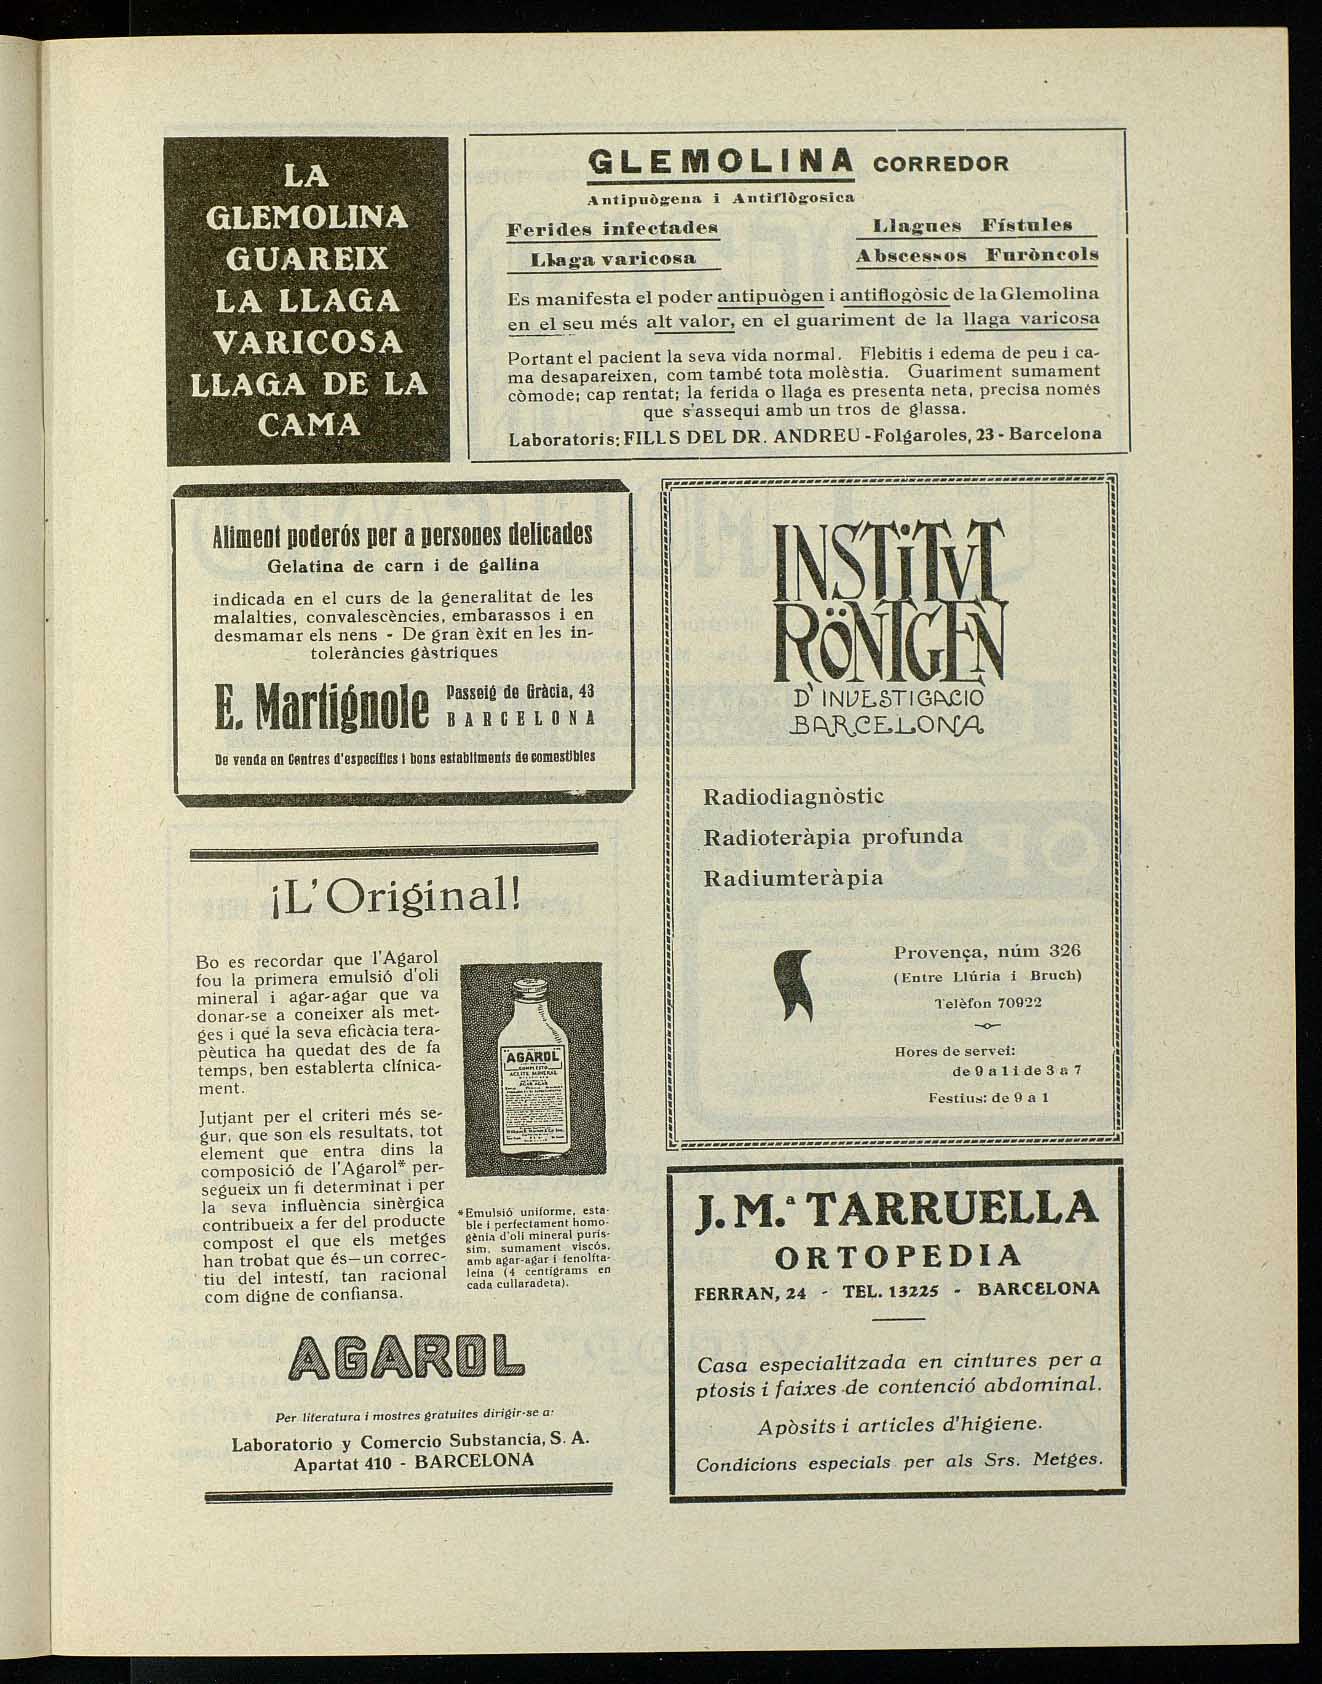 LA
GLEMOLINA
GUAREIX
LA LLAGA
VARICOSA
LLAGA DE LA
CAMA
GLEMOLINA CORREDOR
Antipuògena i Antiflògosica
Ferides infectades Llagues Fístules
Llaga varicosa Abscessos Furòncols
Es manifesta el poder antipuògen i antiflogòsic de la Glemolina
en el seu més alt valor, en el guariment de la llaga varicosa
Portant el pacient la seva vida normal. Flebitis i edema de peu i ca-
ma desapareixen, com també tota molèstia. Guariment sumament
còmode; cap rentat; la ferida o llaga es presenta neta, precisa només
que s'assequi amb un tros de glassa.
Laboratoris: FILLS DEL DR. ANDREU - Folgaroles, 23 - Barcelona
Aliment poderós per a persones delicades
Gelatina de carn i de gallina
indicada en el curs de la generalitat de les
malalties, convalescències, embarassos i en
desmamar els nens - De gran èxit en les in-
toleràncies gàstriques
E. Martignole Passeig de Gràcia, 43
BARCELONA
De venda en Centres d'específics i bons establiments de comestibles
INSTITVT
RÖNTGEN
D'INVESTIGACIO
BARCELONA
Radiodiagnòstic
Radioteràpia profunda
Radiumteràpia
Provença, núm 326
(Entre Llúria i Bruch)
Telèfon 70922
Hores de servei:
de 9 a 1 i de 3 a 7
Festius: de 9 a 1
¡L'Original!
Bo es recordar que l'Agarol
fou la primera emulsió d'oli
mineral i agar-agar que va
donar-se a coneixer als met-
ges i que la seva eficàcia tera-
pèutica ha quedat des de fa
temps, ben establerta clínica-
ment.
Jutjant per el criteri més se-
gur, que son els resultats, tot
element que entra dins la
composició de l'Agarol* per-
segueix un fi determinat i per
la seva influència sinèrgica
contribueix a fer del producte
compost el que els metges
han trobat que és—un correc-
tiu del intestí, tan racional
com digne de confiansa.
"AGAROL"
COMPUESTO
ACEITE MINERAL
AGAR AGAR
*Emulsió uniforme, esta-
ble i perfectament homo-
gènia d'oli mineral purís-
sim, sumament viscós,
amb agar-agar i fenolfta-
leína (4 centígrams en
cada cullaradeta).
AGAROL
Per literatura i mostres gratuites dirigir-se a:
Laboratorio y Comercio Substancia, S. A.
Apartat 410 - BARCELONA
J. M.ª TARRUELLA
ORTOPEDIA
FERRAN, 24 - TEL. 13225 - BARCELONA
Casa especialitzada en cintures per a
ptosis i faixes de contenció abdominal.
Apòsits i articles d'higiene.
Condicions especials per als Srs. Metges.